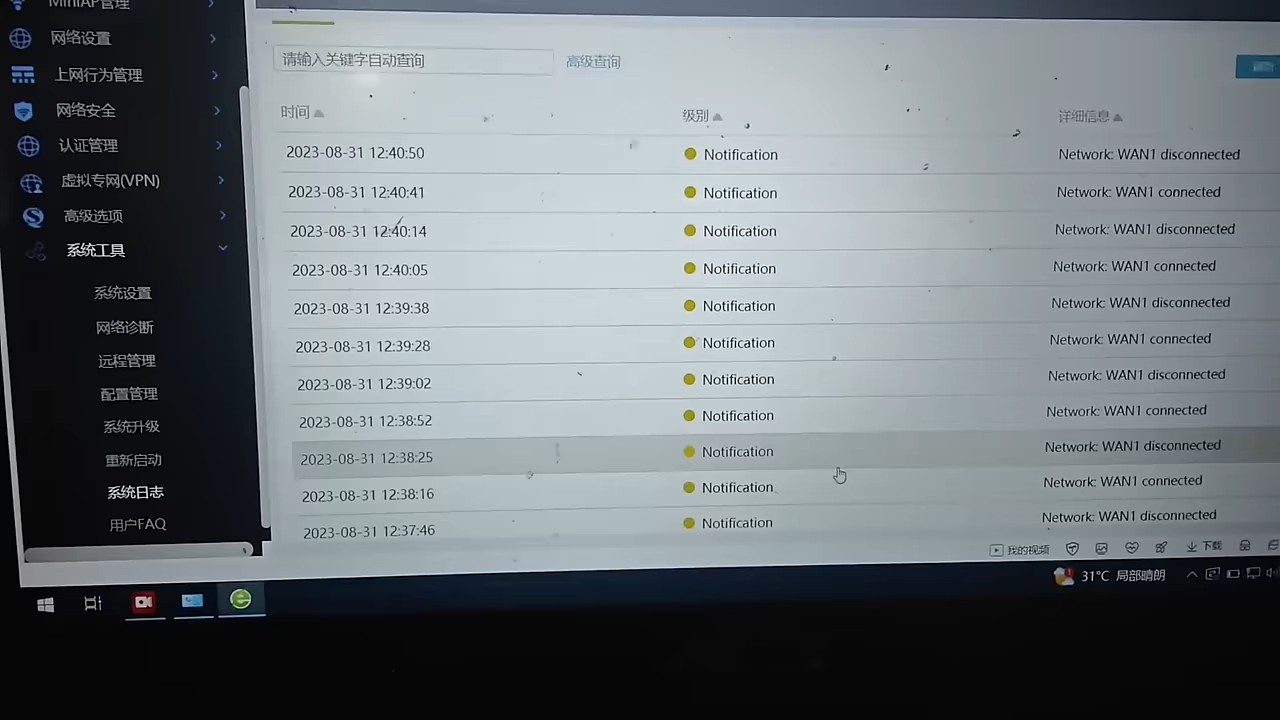 MiniAP管理
网络设置
上网行为管理
网络安全
认证管理
虚拟专网(VPN)
高级选项
系统工具
系统设置
网络诊断
远程管理
配置管理
系统升级
重新启动
系统日志
用户FAQ
请输入关键字自动查询 高级查询
时间 级别 详细信息
2023-08-31 12:40:50 Notification Network: WAN1 disconnected
2023-08-31 12:40:41 Notification Network: WAN1 connected
2023-08-31 12:40:14 Notification Network: WAN1 disconnected
2023-08-31 12:40:05 Notification Network: WAN1 connected
2023-08-31 12:39:38 Notification Network: WAN1 disconnected
2023-08-31 12:39:28 Notification Network: WAN1 connected
2023-08-31 12:39:02 Notification Network: WAN1 disconnected
2023-08-31 12:38:52 Notification Network: WAN1 connected
2023-08-31 12:38:25 Notification Network: WAN1 disconnected
2023-08-31 12:38:16 Notification Network: WAN1 connected
2023-08-31 12:37:46 Notification Network: WAN1 disconnected
我的视频 下载
31°C 局部晴朗